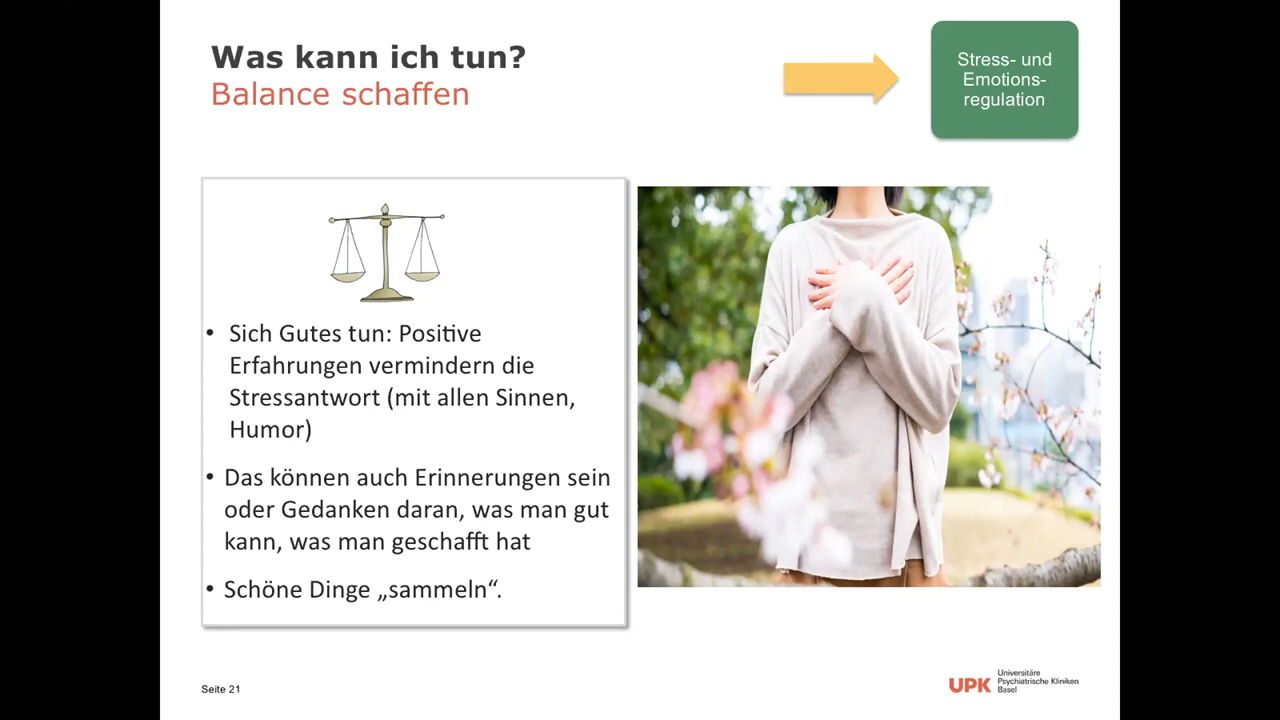 Was kann ich tun?
Balance schaffen
Stress- und
Emotions-
regulation
• Sich Gutes tun: Positive
Erfahrungen vermindern die
Stressantwort (mit allen Sinnen,
Humor)
• Das können auch Erinnerungen sein
oder Gedanken daran, was man gut
kann, was man geschafft hat
• Schöne Dinge „sammeln“.
Seite 21
UPK
Universitäre
Psychiatrische Kliniken
Basel